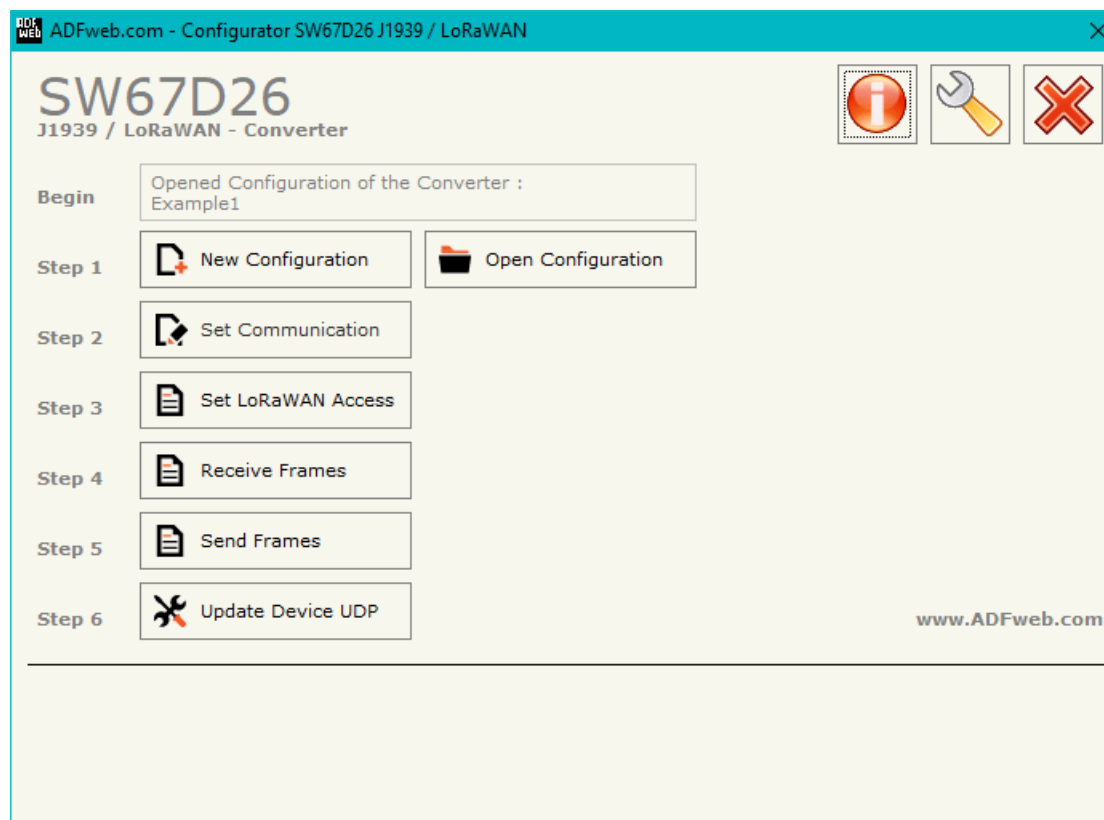 ADF
web
ADFweb.com - Configurator SW67D26 J1939 / LoRaWAN
SW67D26
J1939 / LoRaWAN - Converter
Begin
Opened Configuration of the Converter :
Example1
Step 1
New Configuration
Open Configuration
Step 2
Set Communication
Step 3
Set LoRaWAN Access
Step 4
Receive Frames
Step 5
Send Frames
Step 6
Update Device UDP
www.ADFweb.com